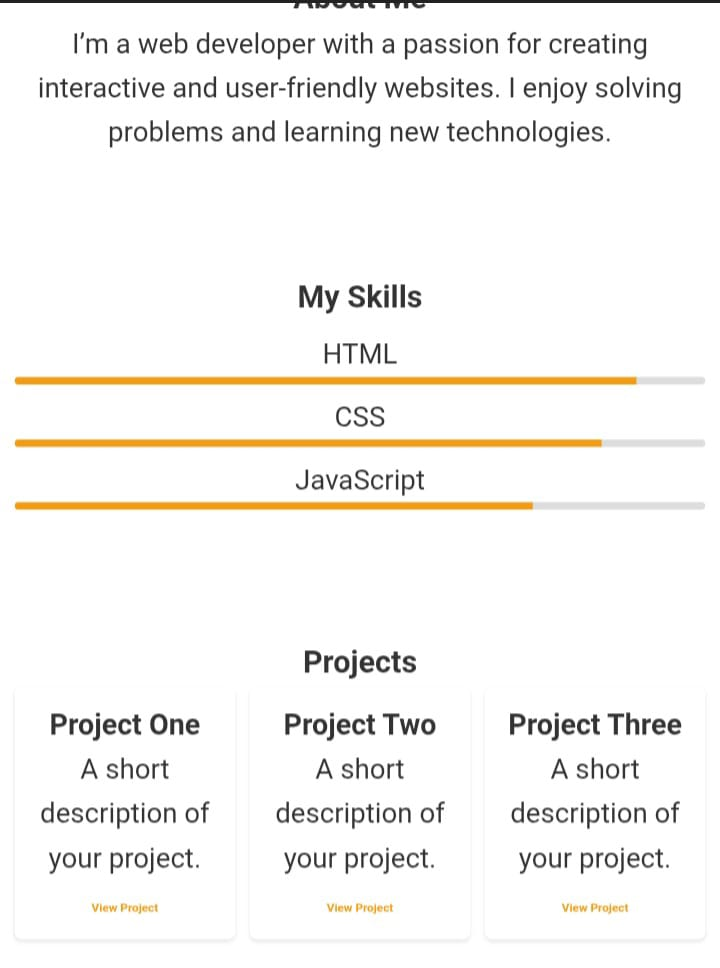 About Me
I’m a web developer with a passion for creating
interactive and user-friendly websites. I enjoy solving
problems and learning new technologies.
My Skills
HTML
CSS
JavaScript
Projects
Project One
A short
description of
your project.
View Project
Project Two
A short
description of
your project.
View Project
Project Three
A short
description of
your project.
View Project